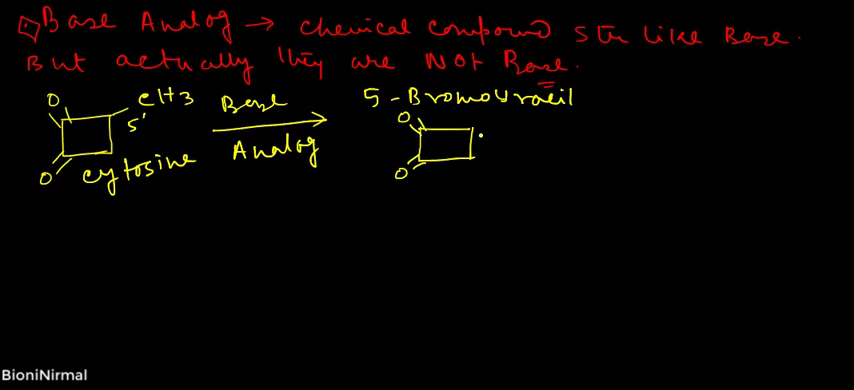 Base Analog → chemical compound str like Base.
But actually they are NOT Base.
O CH3 Base 5-Bromouracil
5' O
Analog
O cytosine O
BioniNirmal